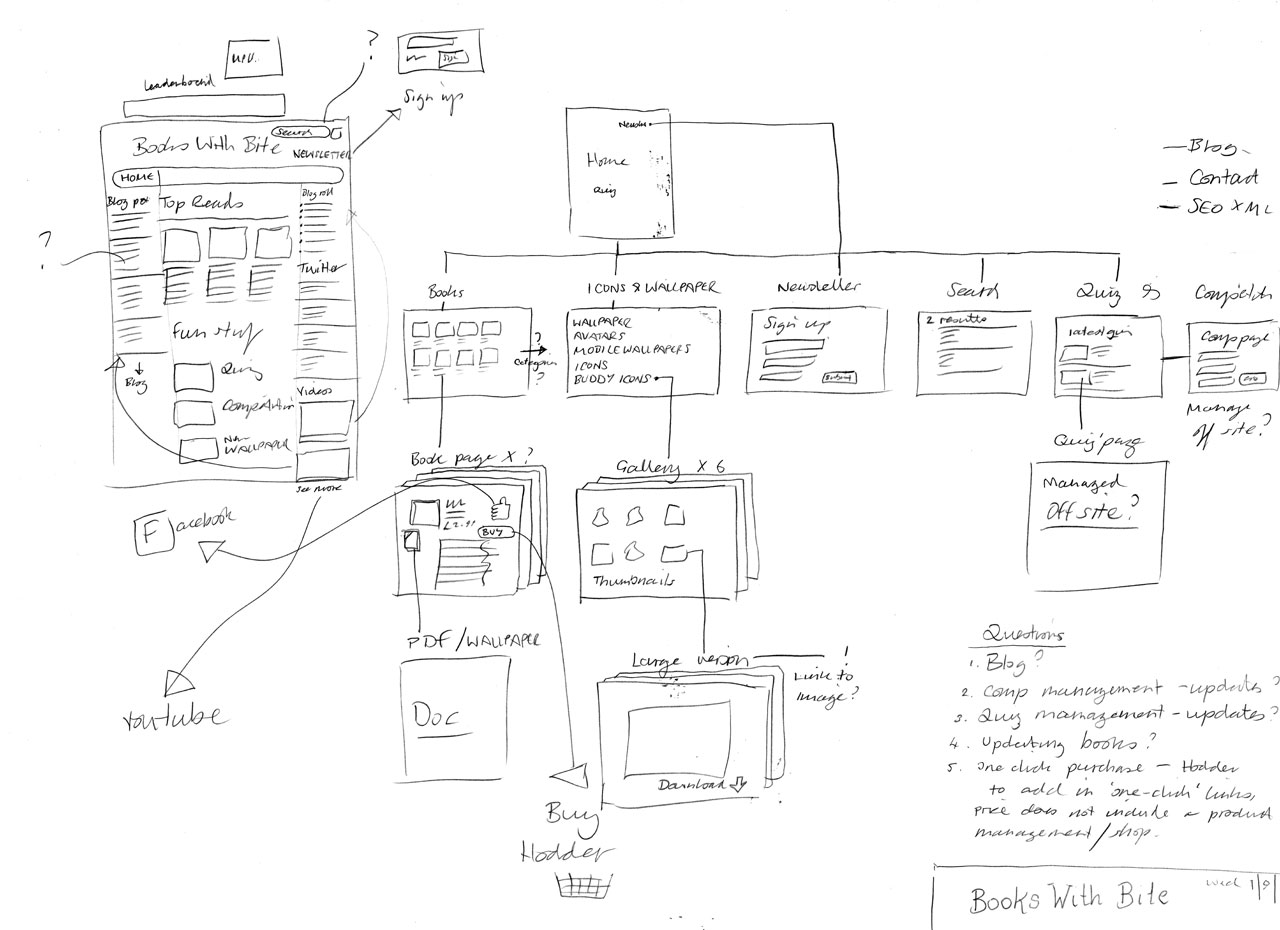 MPU.
Leaderboard
?
Sign up
Search
Books With Bite
NEWSLETTER
HOME
Blog
Top Reads
Blog roll
?
Twitter
Fun stuff
Quiz
Competition
WALLPAPER
Blog
Videos
See more
Facebook
Youtube
Home
Quiz
Blog
Contact
SEO XML
Books
?
Categories
?
ICONS & WALLPAPER
WALLPAPER
AVATARS
MOBILE WALLPAPERS
ICONS
BUDDY ICONS
Newsletter
Sign up
Submit
Search
2 results
Quiz
Competition
Comp page
Manage
off site?
Quiz page
Managed
Off site?
Book page X ?
£2.99
BUY
Gallery X 6
Thumbnails
PDF/WALLPAPER
Doc
Large version
!
Link to
image?
Download
Buy
Hodder
Questions
1. Blog?
2. Comp management - updates?
3. Quiz management - updates?
4. Updating books?
5. One click purchase - Hodder
to add in 'one-click' links,
price does not include a product
management/shop.
Books With Bite
wed 1/9/